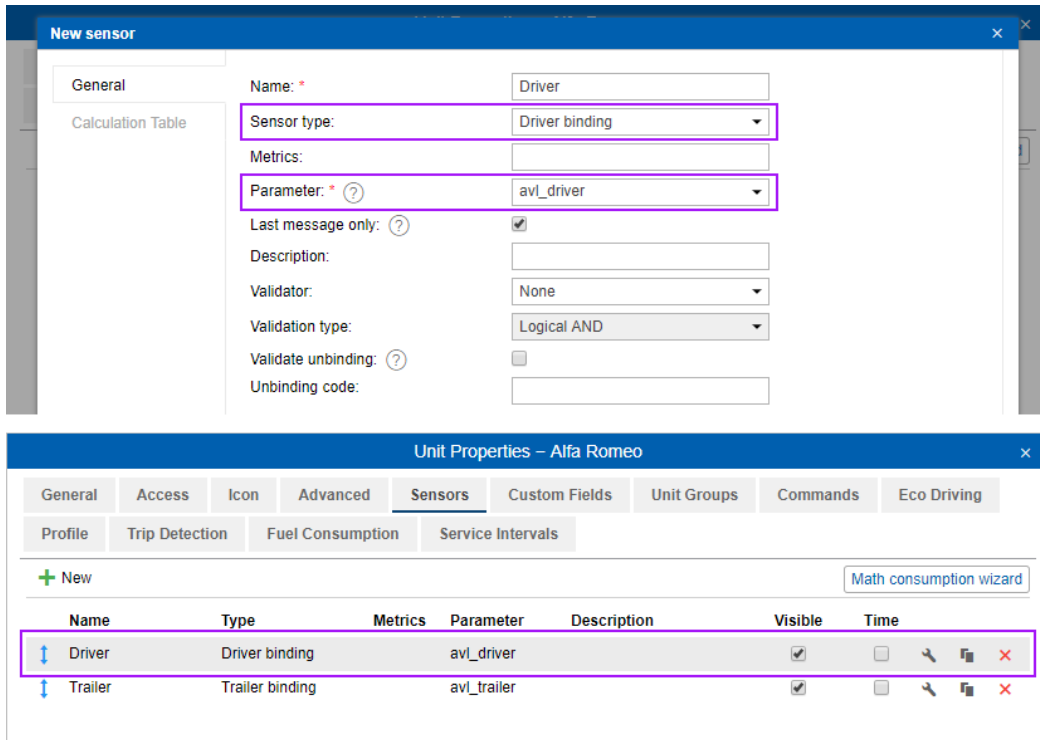 New sensor ×
General
Calculation Table
Name: * Driver
Sensor type: Driver binding
Metrics:
Parameter: * ? avl_driver
Last message only: ?
Description:
Validator: None
Validation type: Logical AND
Validate unbinding: ?
Unbinding code:
Unit Properties – Alfa Romeo ×
General Access Icon Advanced Sensors Custom Fields Unit Groups Commands Eco Driving
Profile Trip Detection Fuel Consumption Service Intervals
New Math consumption wizard
Name Type Metrics Parameter Description Visible Time
Driver Driver binding avl_driver
Trailer Trailer binding avl_trailer